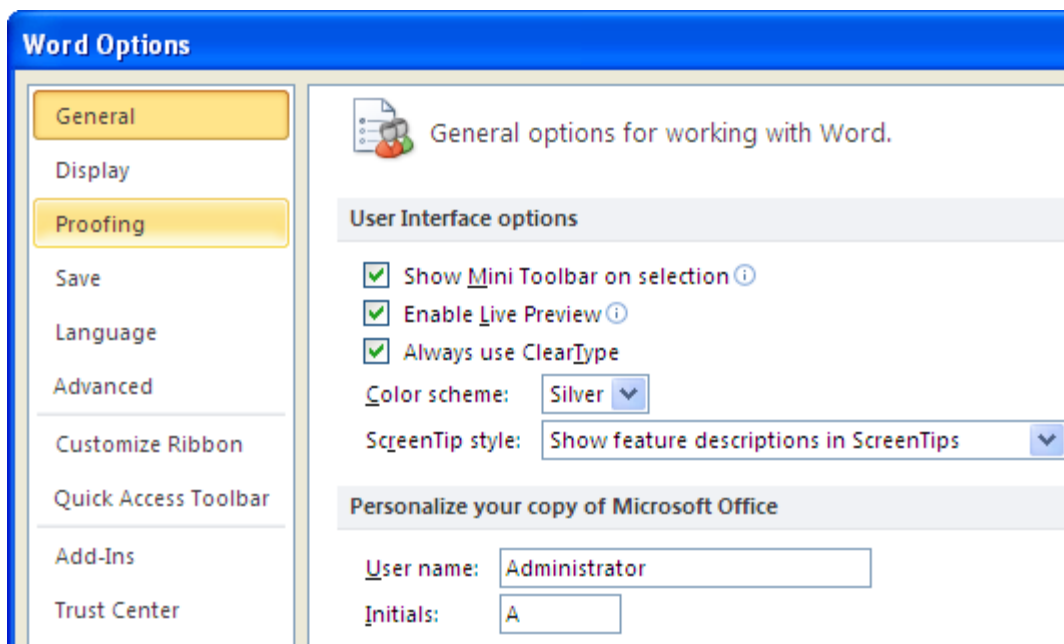 Word Options
General
Display
Proofing
Save
Language
Advanced
Customize Ribbon
Quick Access Toolbar
Add-Ins
Trust Center
General options for working with Word.
User Interface options
Show Mini Toolbar on selection
Enable Live Preview
Always use ClearType
Color scheme: Silver
ScreenTip style: Show feature descriptions in ScreenTips
Personalize your copy of Microsoft Office
User name: Administrator
Initials: A